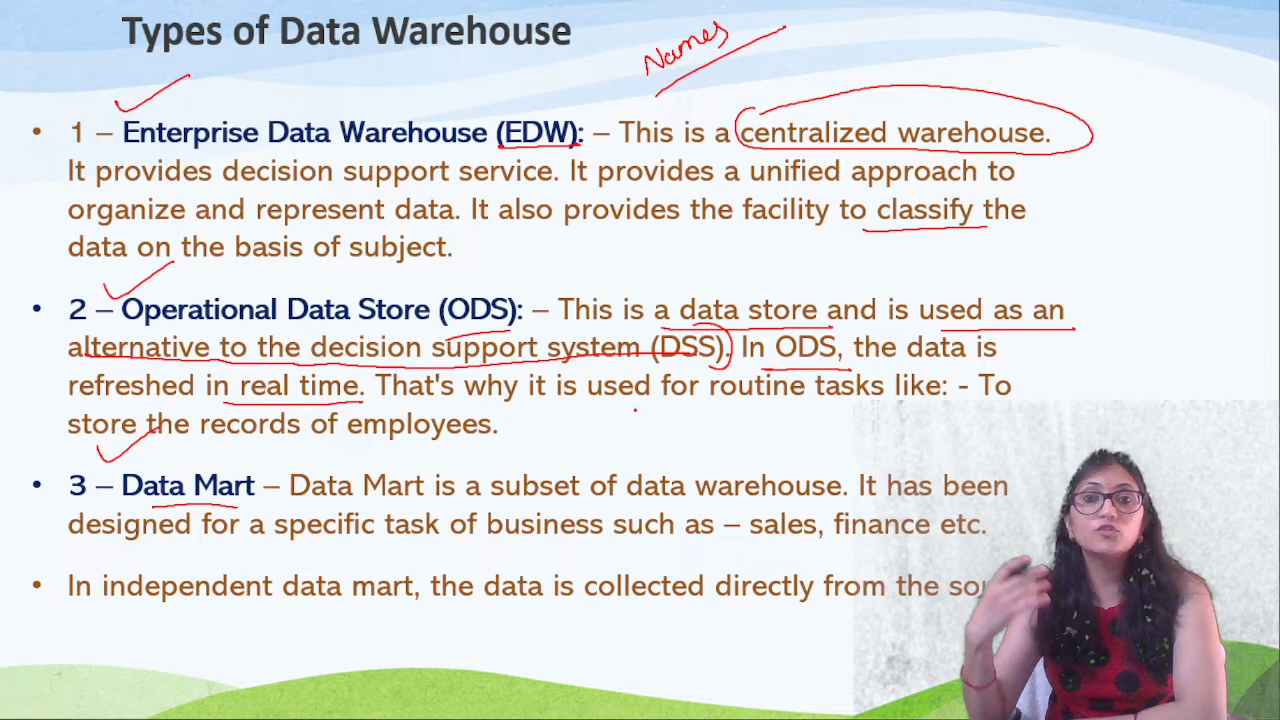 Types of Data Warehouse
Names
• 1 – Enterprise Data Warehouse (EDW): – This is a centralized warehouse.
It provides decision support service. It provides a unified approach to
organize and represent data. It also provides the facility to classify the
data on the basis of subject.
• 2 – Operational Data Store (ODS): – This is a data store and is used as an
alternative to the decision support system (DSS). In ODS, the data is
refreshed in real time. That's why it is used for routine tasks like: - To
store the records of employees.
• 3 – Data Mart – Data Mart is a subset of data warehouse. It has been
designed for a specific task of business such as – sales, finance etc.
• In independent data mart, the data is collected directly from the